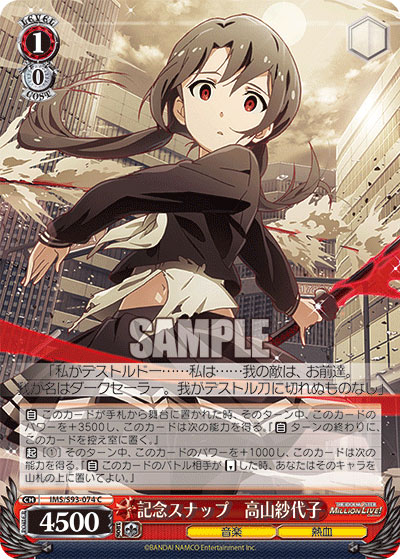 LEVEL
1
0
COST
SAMPLE
「私がデストルドー……私は……我の敵は、お前達。
我が名はダークセーラー。我がデストル刀に切れぬものなし」
【自】 このカードが手札から舞台に置かれた時、そのターン中、このカードのパワーを+3500し、このカードは次の能力を得る。『【自】 ターンの終わりに、このカードを控え室に置く。』
【起】［①］ そのターン中、このカードのパワーを+1000し、このカードは次の能力を得る。『【自】 このカードのバトル相手が した時、あなたはそのキャラを山札の上に置いてよい。』
CH
IMS/S93-074 C
4500
記念スナップ 高山紗代子
THE IDOLM@STER
MILLION LIVE!
音楽
熱血
©BANDAI NAMCO Entertainment Inc.